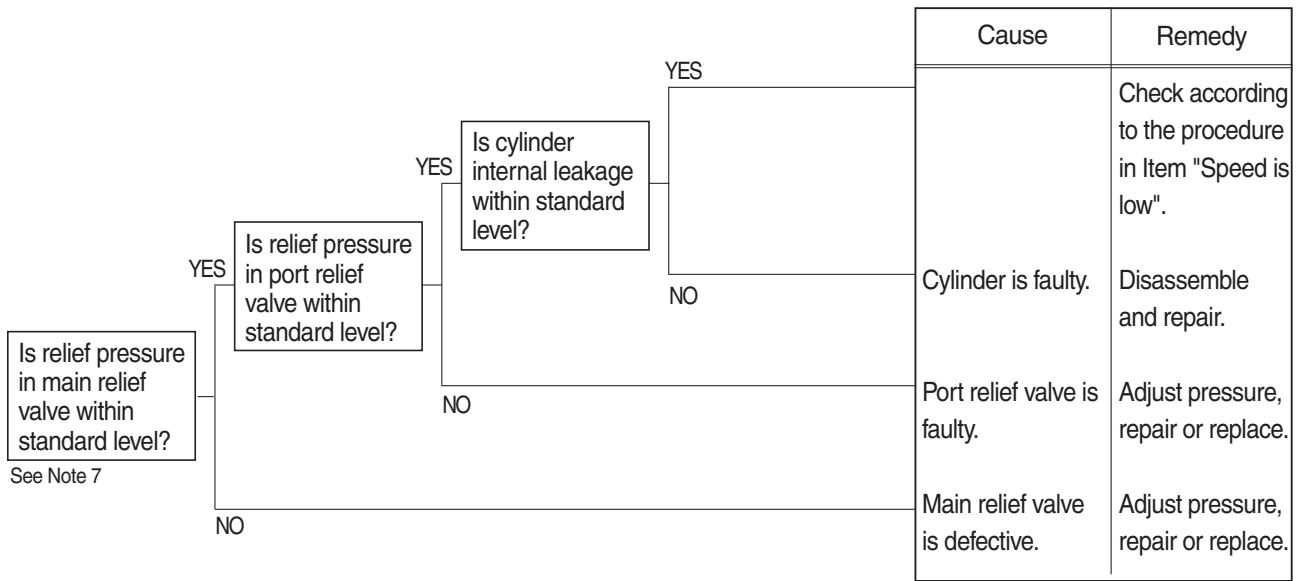 Is relief pressure
in main relief
valve within
standard level?
See Note 7
YES
NO
Is relief pressure
in port relief
valve within
standard level?
YES
NO
Is cylinder
internal leakage
within standard
level?
YES
NO
Cause
Remedy
Check according
to the procedure
in Item "Speed is
low".
Cylinder is faulty.
Disassemble
and repair.
Port relief valve is
faulty.
Adjust pressure,
repair or replace.
Main relief valve
is defective.
Adjust pressure,
repair or replace.